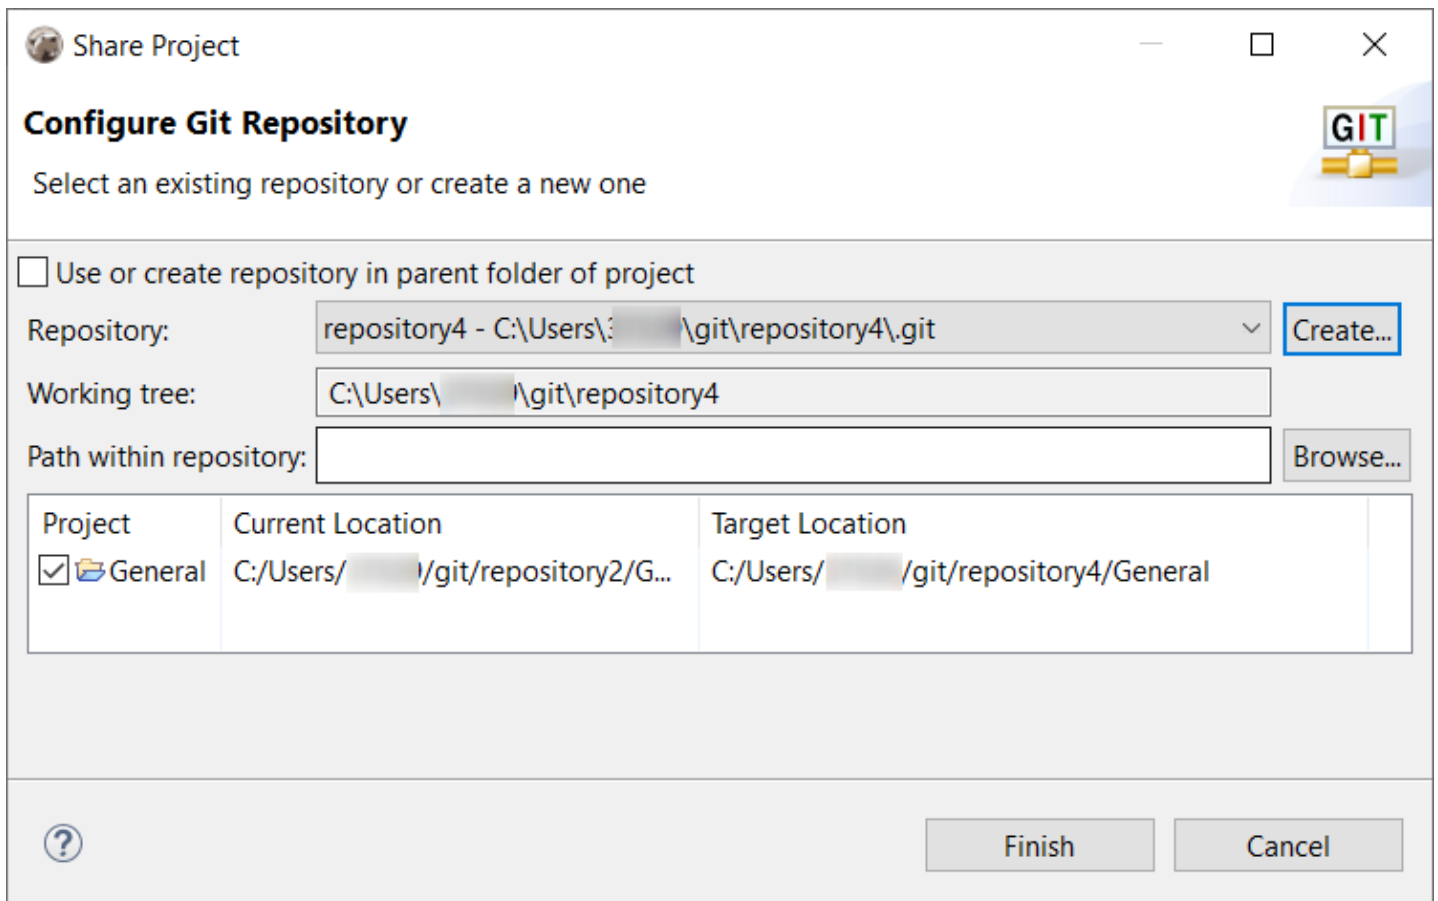 Share Project
Configure Git Repository
GIT
Select an existing repository or create a new one
Use or create repository in parent folder of project
Repository: repository4 - C:\Users\ \git\repository4\.git Create...
Working tree: C:\Users\ \git\repository4
Path within repository: Browse...
Project Current Location Target Location
General C:/Users/ /git/repository2/G... C:/Users/ /git/repository4/General
? Finish Cancel